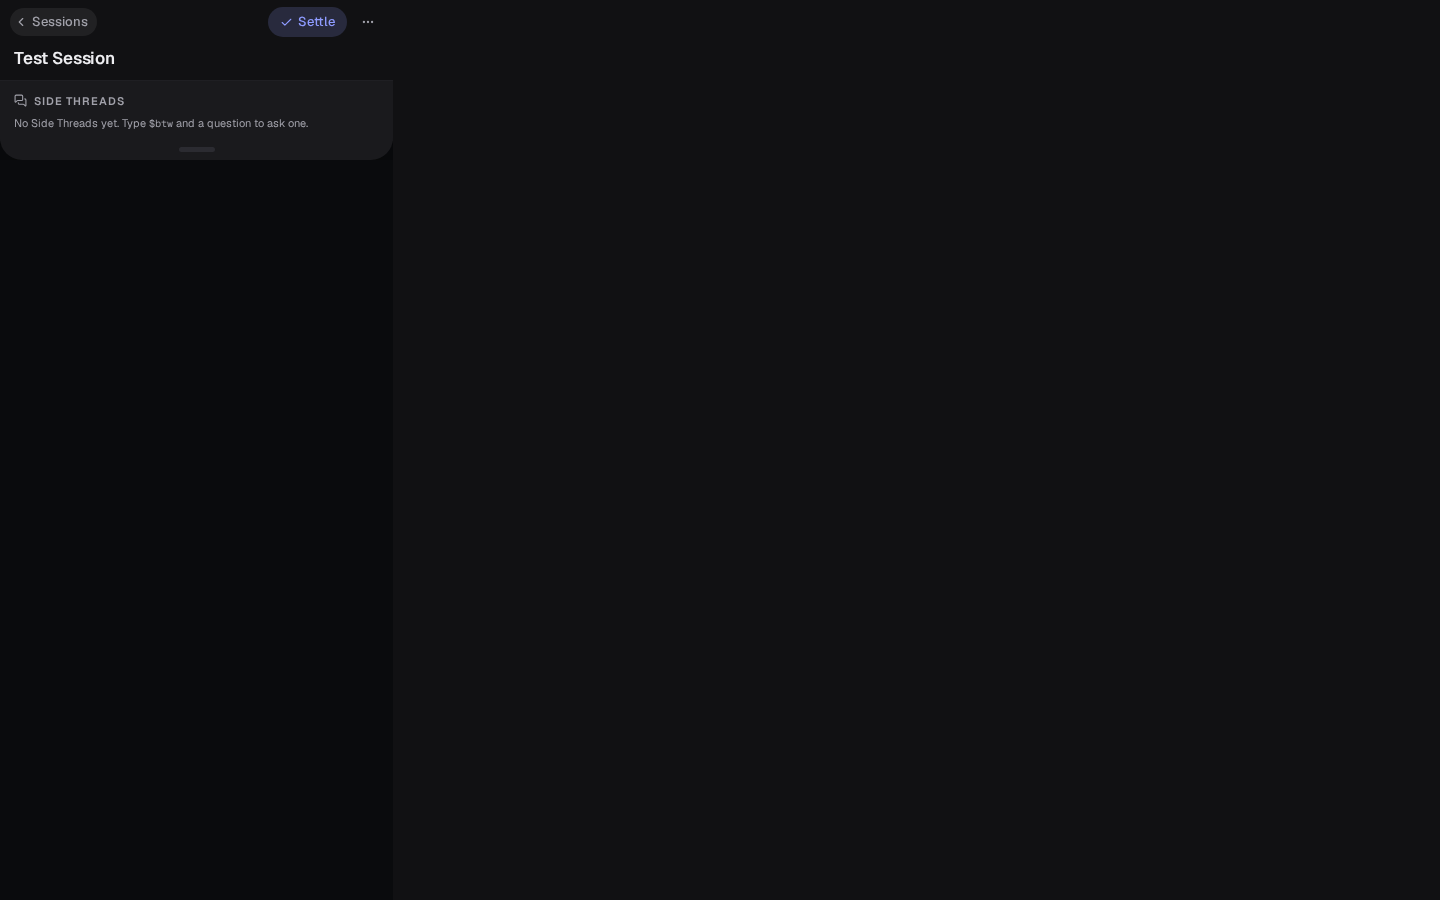 Sessions
Settle
Test Session
SIDE THREADS
No Side Threads yet. Type $btw and a question to ask one.